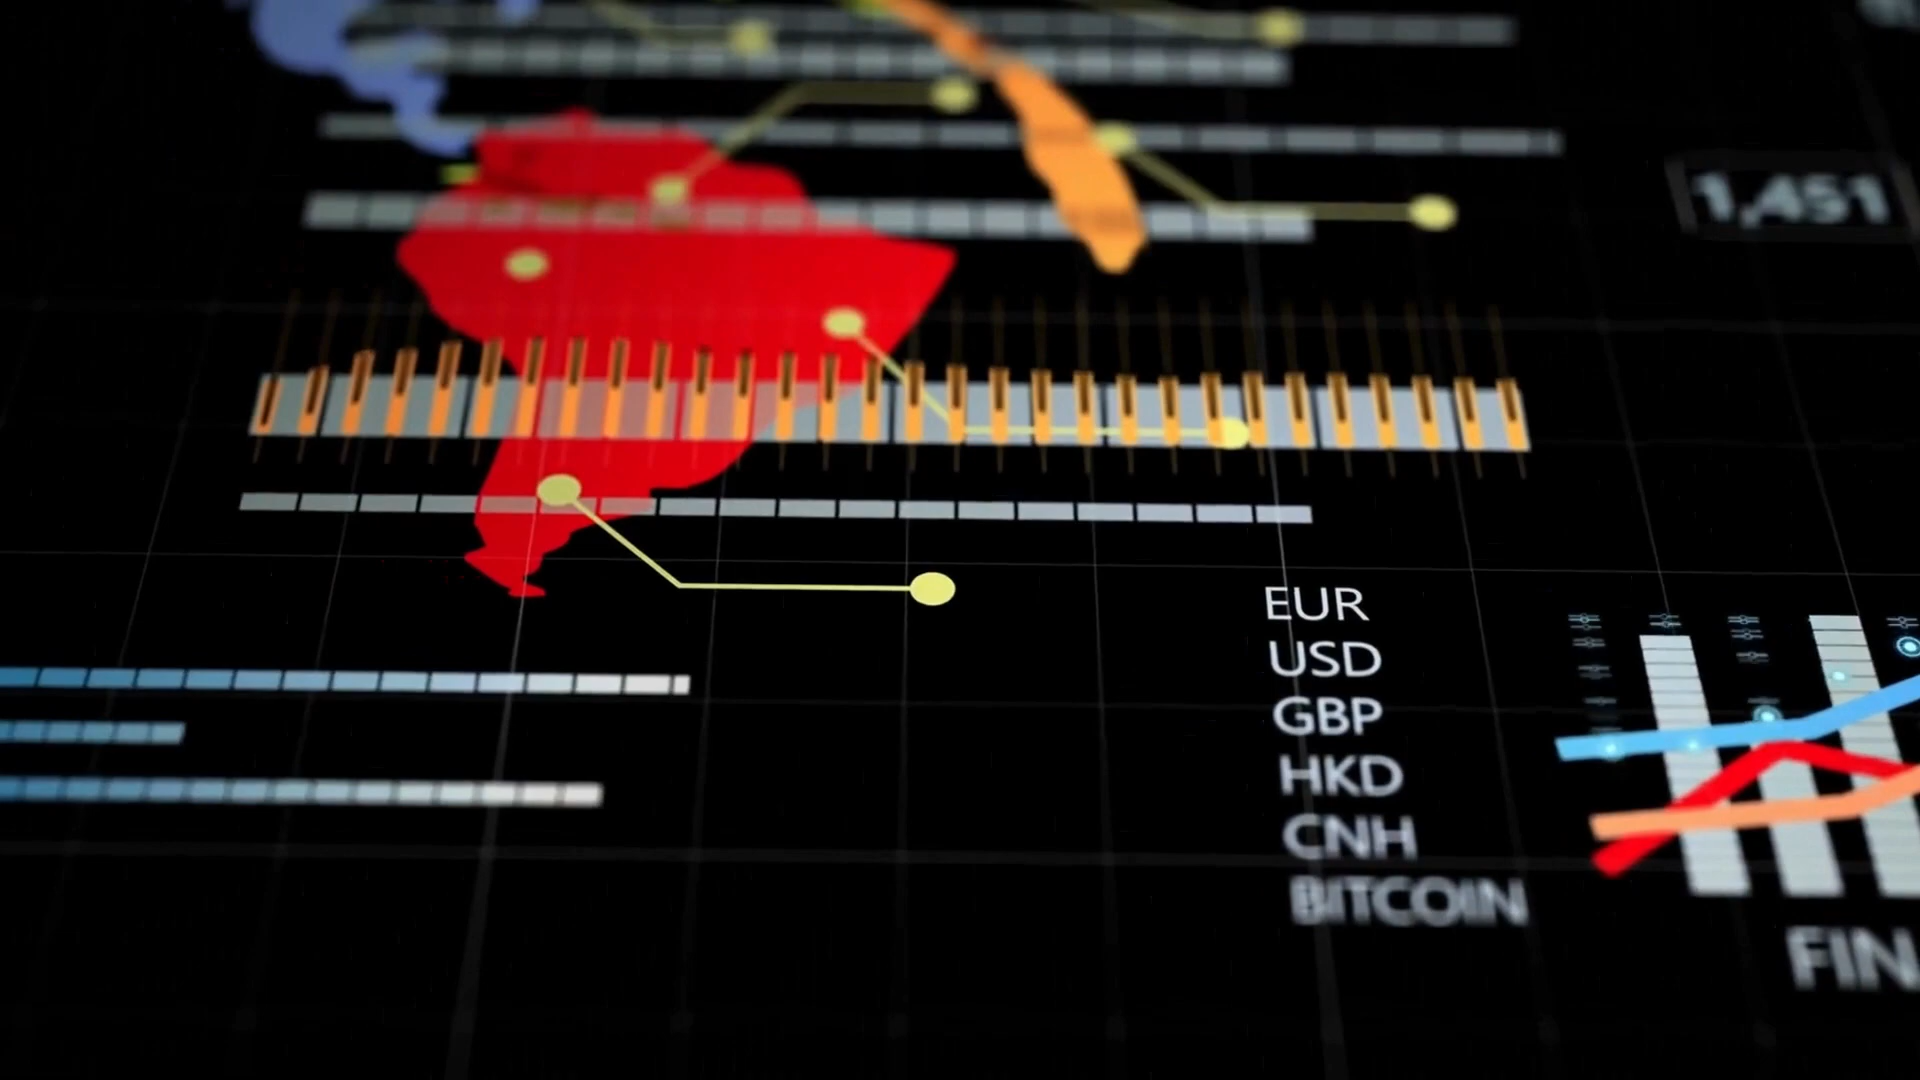 1,451
EUR
USD
GBP
HKD
CNH
BITCOIN
FIN